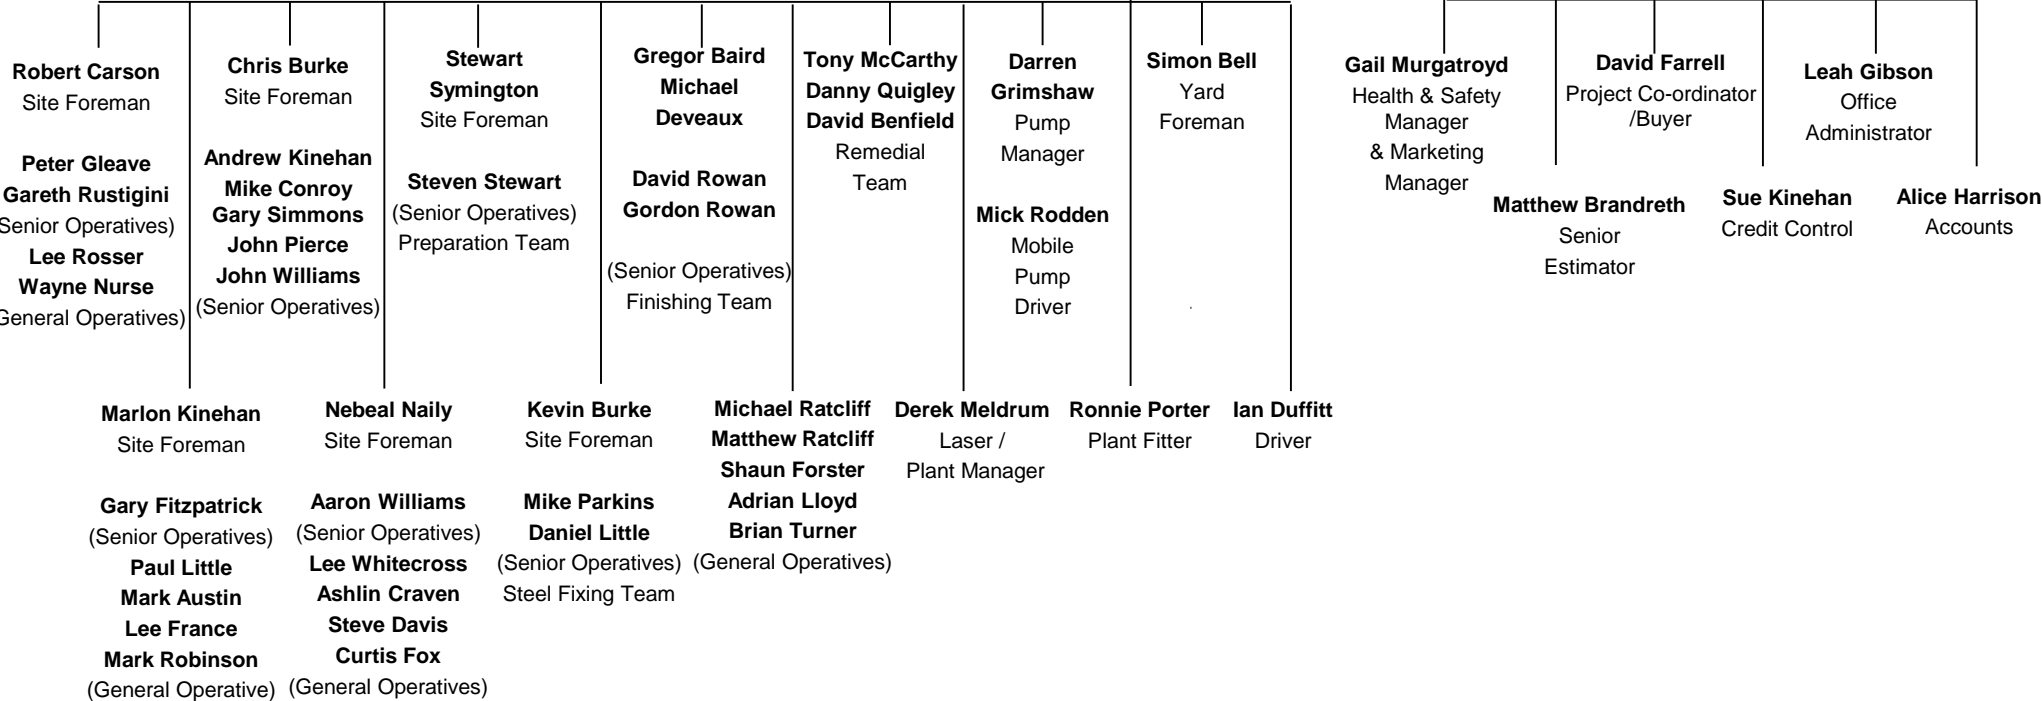 Robert Carson
Site Foreman
Peter Gleave
Gareth Rustigini
Senior Operatives)
Lee Rosser
Wayne Nurse
General Operatives)
Chris Burke
Site Foreman
Andrew Kinehan
Mike Conroy
Gary Simmons
John Pierce
John Williams
(Senior Operatives)
Stewart
Symington
Site Foreman
Steven Stewart
(Senior Operatives)
Preparation Team
Gregor Baird
Michael
Deveaux
David Rowan
Gordon Rowan
(Senior Operatives)
Finishing Team
Tony McCarthy
Danny Quigley
David Benfield
Remedial
Team
Darren
Grimshaw
Pump
Manager
Mick Rodden
Mobile
Pump
Driver
Simon Bell
Yard
Foreman
Gail Murgatroyd
Health & Safety
Manager
& Marketing
Manager
Matthew Brandreth
Senior
Estimator
David Farrell
Project Co-ordinator
/Buyer
Sue Kinehan
Credit Control
Leah Gibson
Office
Administrator
Alice Harrison
Accounts
Marlon Kinehan
Site Foreman
Gary Fitzpatrick
(Senior Operatives)
Paul Little
Mark Austin
Lee France
Mark Robinson
(General Operative)
Nebeal Naily
Site Foreman
Aaron Williams
(Senior Operatives)
Lee Whitecross
Ashlin Craven
Steve Davis
Curtis Fox
(General Operatives)
Kevin Burke
Site Foreman
Mike Parkins
Daniel Little
(Senior Operatives)
Steel Fixing Team
Michael Ratcliff
Matthew Ratcliff
Shaun Forster
Adrian Lloyd
Brian Turner
(General Operatives)
Derek Meldrum
Laser /
Plant Manager
Ronnie Porter
Plant Fitter
Ian Duffitt
Driver